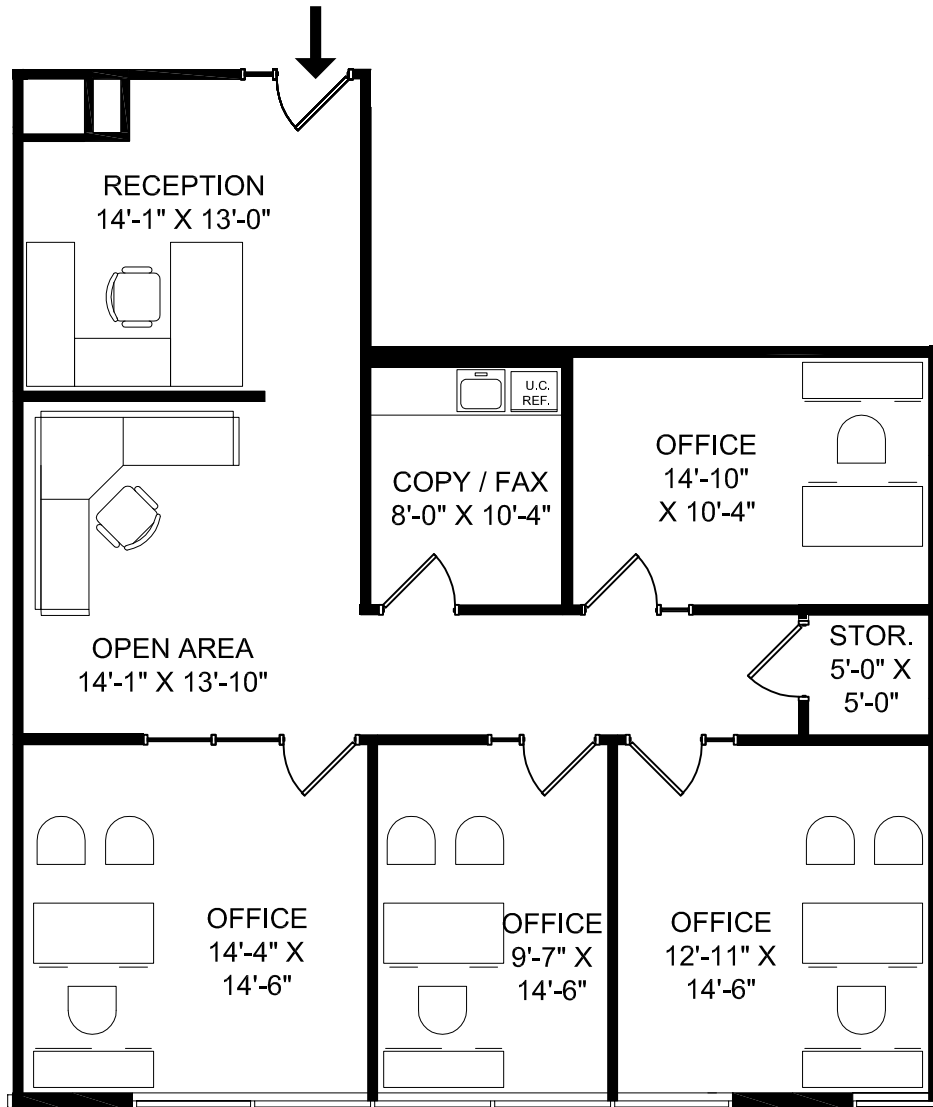 RECEPTION
14'-1" X 13'-0"
U.C.
REF.
COPY / FAX
8'-0" X 10'-4"
OFFICE
14'-10"
X 10'-4"
OPEN AREA
14'-1" X 13'-10"
STOR.
5'-0" X
5'-0"
OFFICE
14'-4" X
14'-6"
OFFICE
9'-7" X
14'-6"
OFFICE
12'-11" X
14'-6"